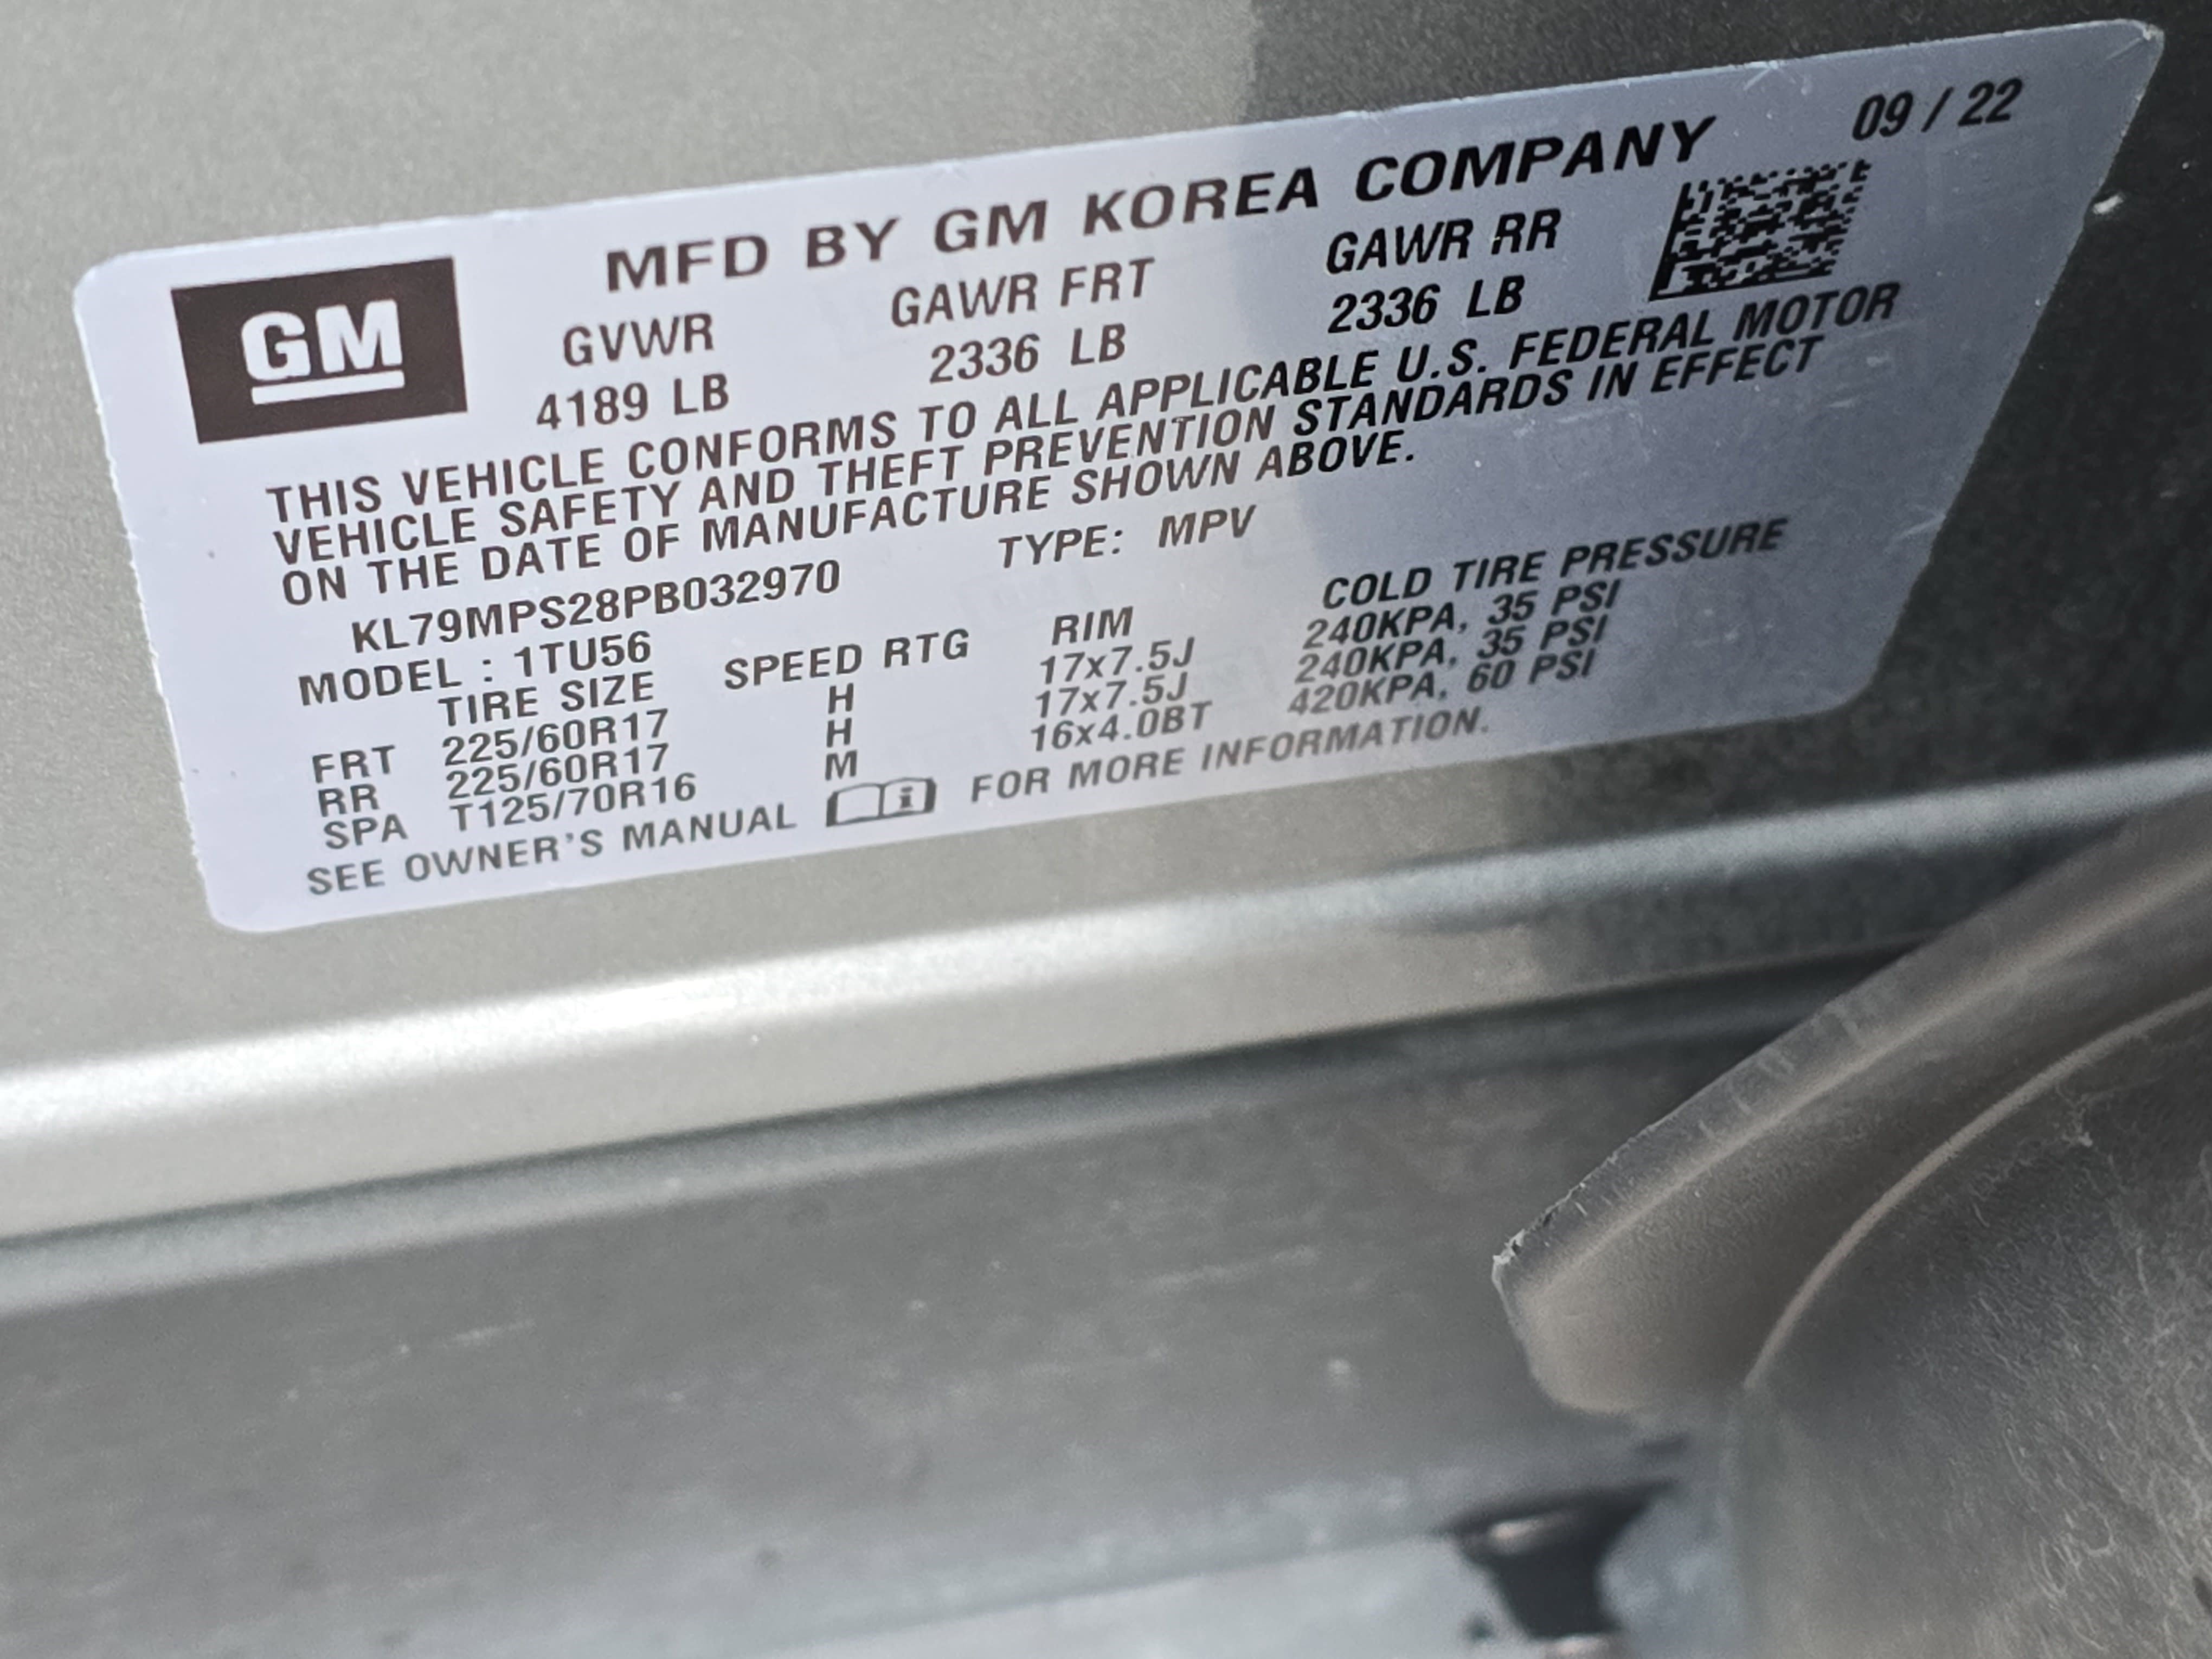 09 / 22
MFD BY GM KOREA COMPANY
GM
GVWR GAWR FRT GAWR RR
4189 LB 2336 LB 2336 LB
THIS VEHICLE CONFORMS TO ALL APPLICABLE U.S. FEDERAL MOTOR
VEHICLE SAFETY AND THEFT PREVENTION STANDARDS IN EFFECT
ON THE DATE OF MANUFACTURE SHOWN ABOVE.
KL79MPS28PB032970 TYPE: MPV
MODEL : 1TU56
TIRE SIZE SPEED RTG RIM COLD TIRE PRESSURE
FRT 225/60R17 H 17x7.5J 240KPA, 35 PSI
RR 225/60R17 H 17x7.5J 240KPA, 35 PSI
SPA T125/70R16 M 16x4.0BT 420KPA, 60 PSI
SEE OWNER'S MANUAL i FOR MORE INFORMATION.